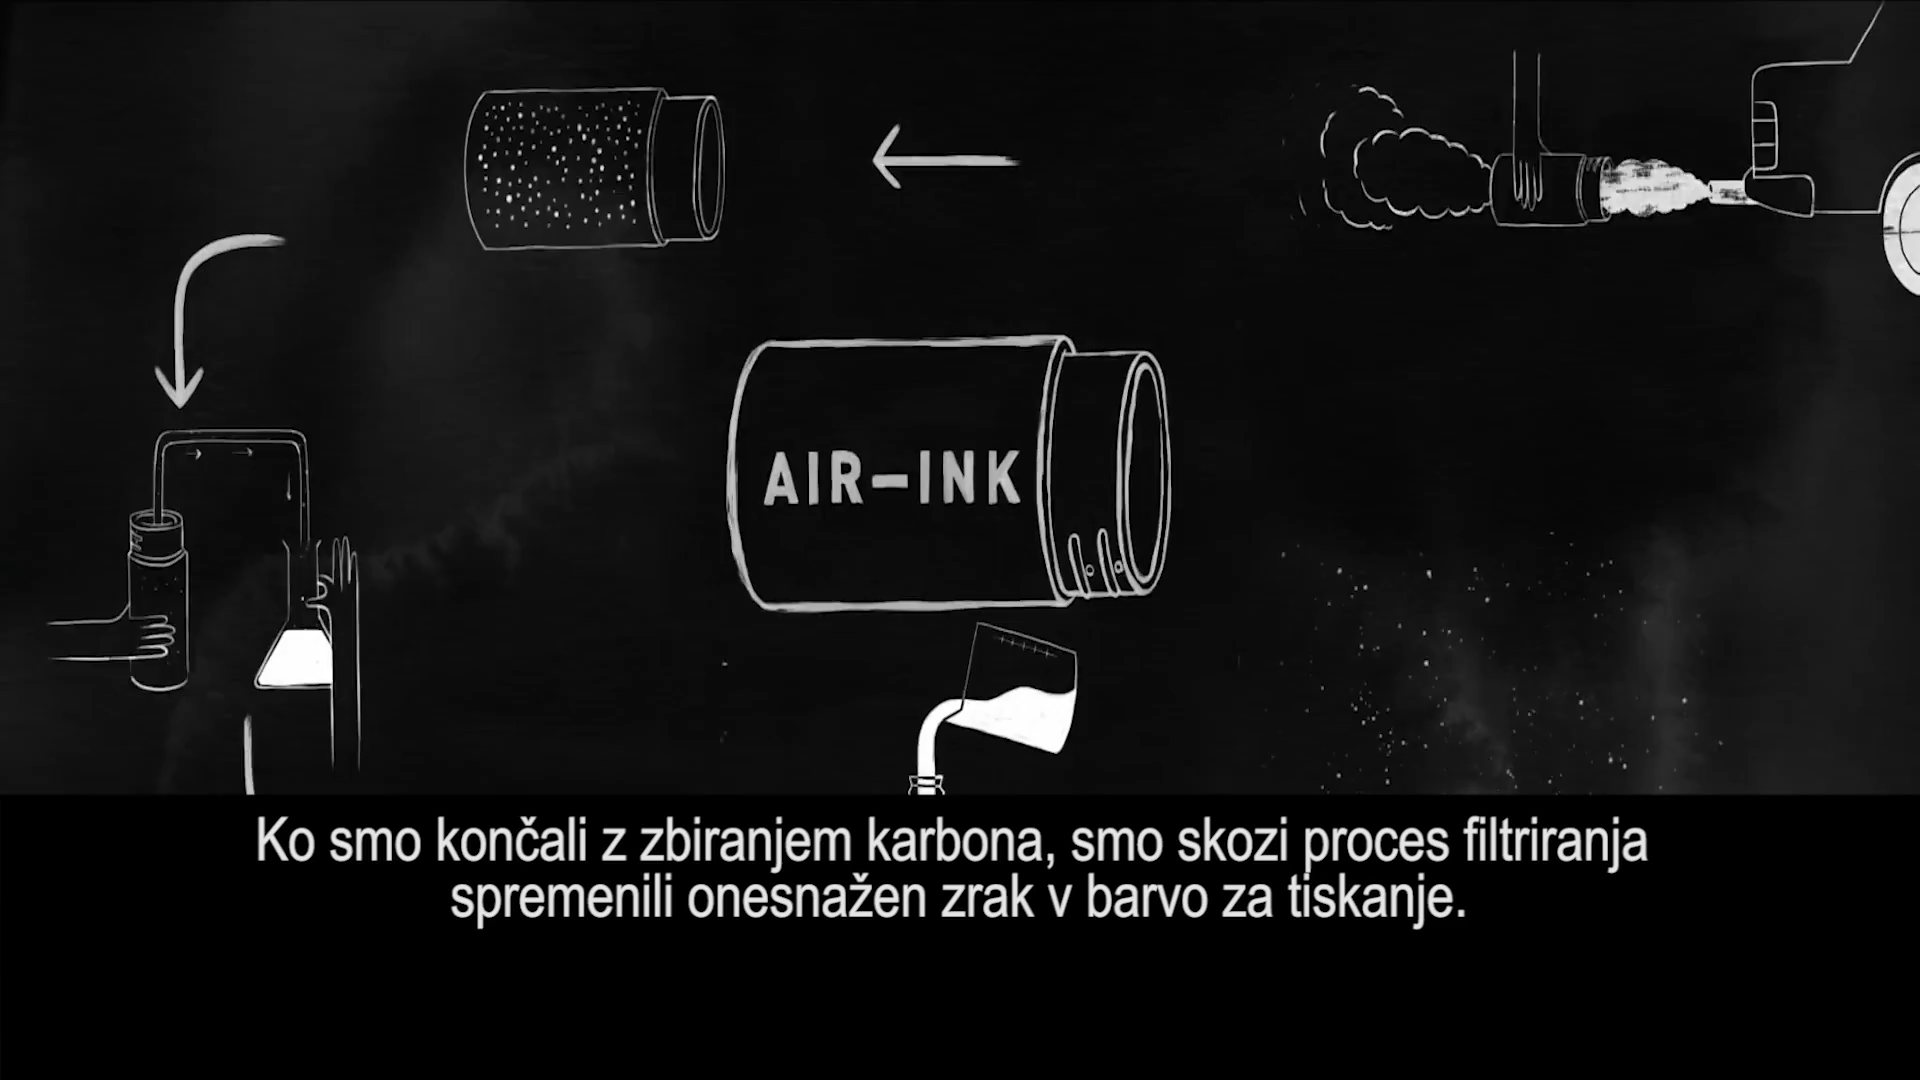 AIR-INK
Ko smo končali z zbiranjem karbona, smo skozi proces filtriranja
spremenili onesnažen zrak v barvo za tiskanje.